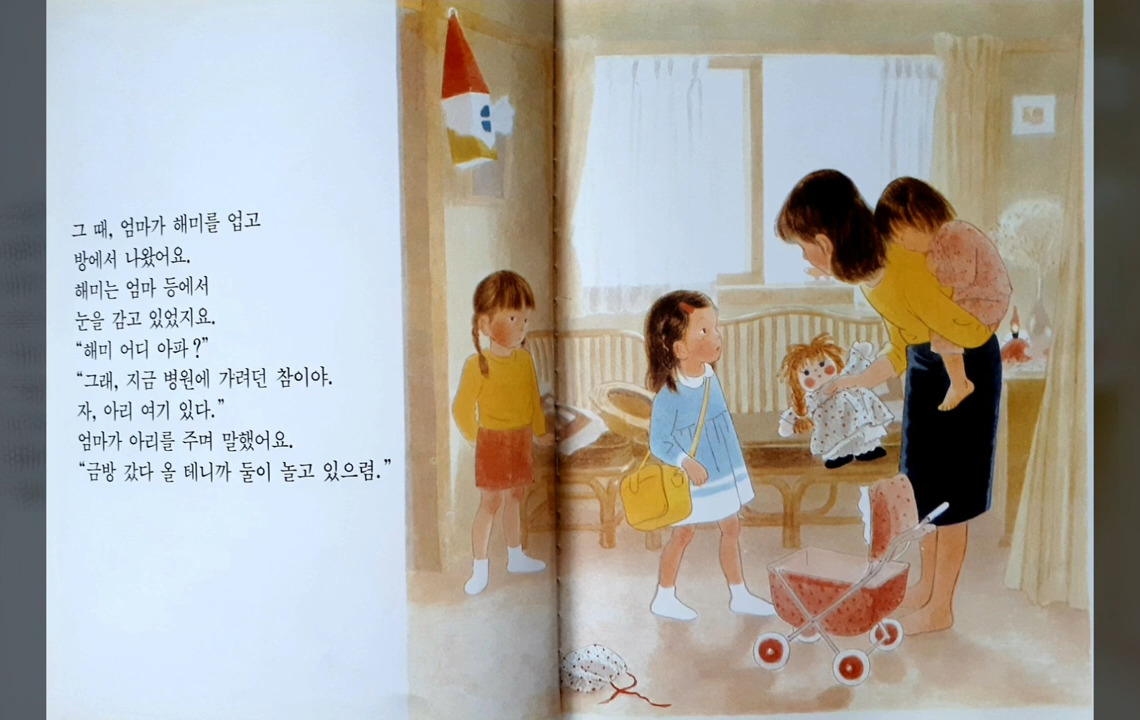 그 때, 엄마가 해미를 업고
방에서 나왔어요.
해미는 엄마 등에서
눈을 감고 있었지요.
“해미 어디 아파?”
“그래, 지금 병원에 가려던 참이야.
자, 아리 여기 있다.”
엄마가 아리를 주며 말했어요.
“금방 갔다 올 테니까 둘이 놀고 있으렴.”